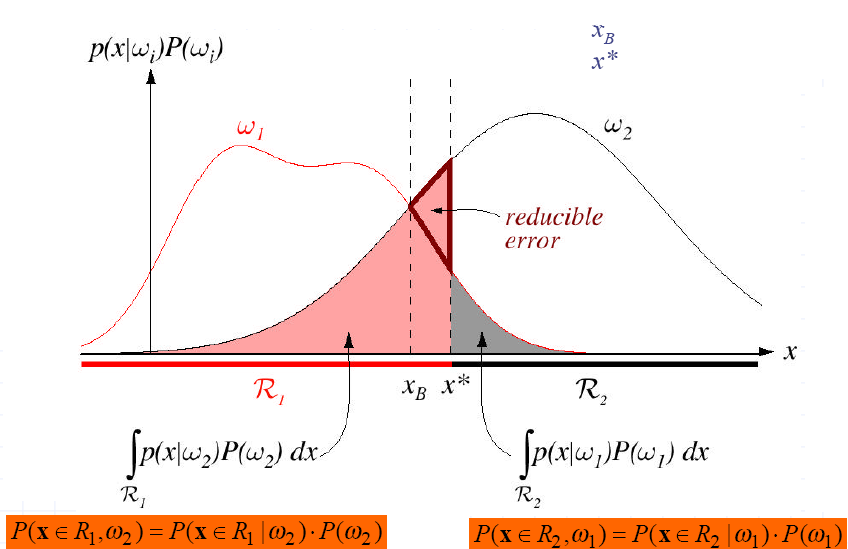 x_B
x*
p(x|ω_i)P(ω_i)
ω_1
ω_2
reducible
error
x
R_1
x_B
x*
R_2
∫p(x|ω_2)P(ω_2) dx
R_1
∫p(x|ω_1)P(ω_1) dx
R_2
P(x ∈ R_1, ω_2) = P(x ∈ R_1 | ω_2) · P(ω_2)
P(x ∈ R_2, ω_1) = P(x ∈ R_2 | ω_1) · P(ω_1)